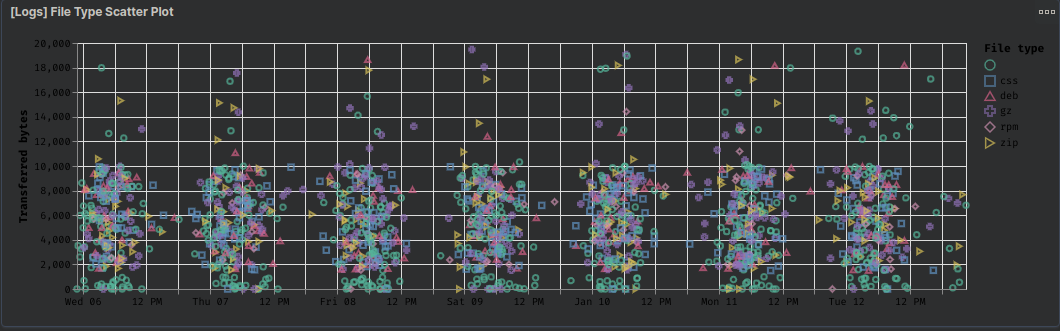 [Logs] File Type Scatter Plot
20,000
18,000
16,000
14,000
12,000
10,000
8,000
6,000
4,000
2,000
0
Transferred bytes
Wed 06 12 PM Thu 07 12 PM Fri 08 12 PM Sat 09 12 PM Jan 10 12 PM Mon 11 12 PM Tue 12 12 PM
File type
css
deb
gz
rpm
zip